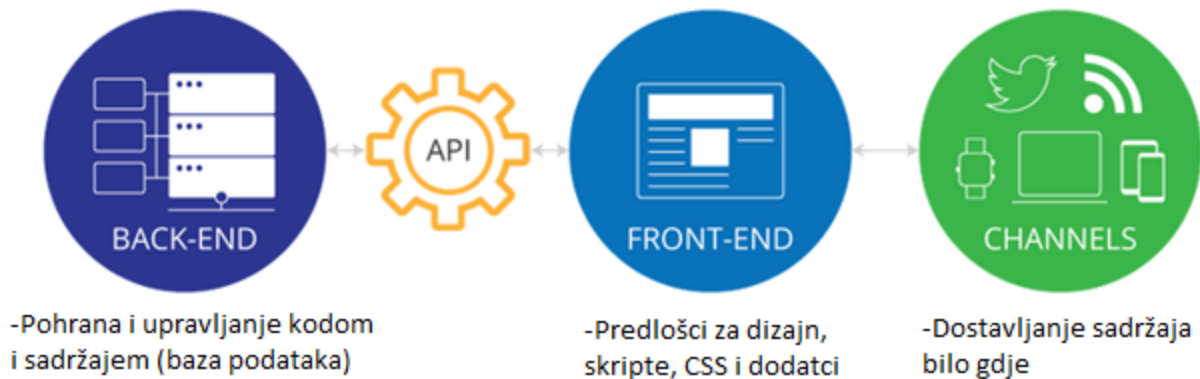 BACK-END
API
FRONT-END
CHANNELS
-Pohrana i upravljanje kodom
i sadržajem (baza podataka)
-Predlošci za dizajn,
skripte, CSS i dodatci
-Dostavljanje sadržaja
bilo gdje